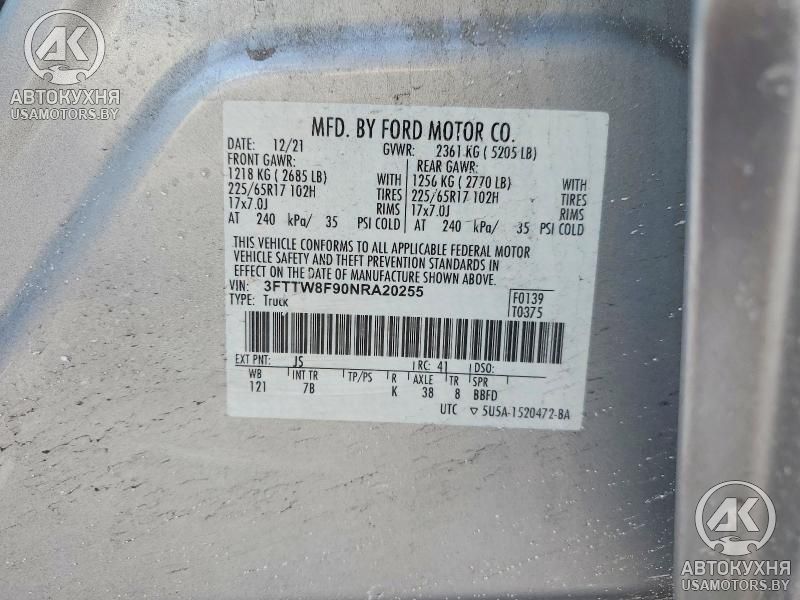 АК
АВТОКУХНЯ
USAMOTORS.BY
MFD. BY FORD MOTOR CO.
DATE: 12/21 GVWR: 2361 KG ( 5205 LB)
FRONT GAWR: REAR GAWR:
1218 KG ( 2685 LB) WITH 1256 KG ( 2770 LB) WITH
225/65R17 102H TIRES 225/65R17 102H TIRES
17x7.0J RIMS 17x7.0J RIMS
AT 240 kPa/ 35 PSI COLD AT 240 kPa/ 35 PSI COLD
THIS VEHICLE CONFORMS TO ALL APPLICABLE FEDERAL MOTOR
VEHICLE SAFETY AND THEFT PREVENTION STANDARDS IN
EFFECT ON THE DATE OF MANUFACTURE SHOWN ABOVE.
VIN: 3FTTW8F90NRA20255 F0139
TYPE: Truck T0375
EXT PNT: JS RC: 41 DSO:
WB INT TR TP/PS R AXLE TR SPR
121 7B K 38 8 BBFD
UTC ▽ 5U5A-1520472-BA
АК
АВТОКУХНЯ
USAMOTORS.BY